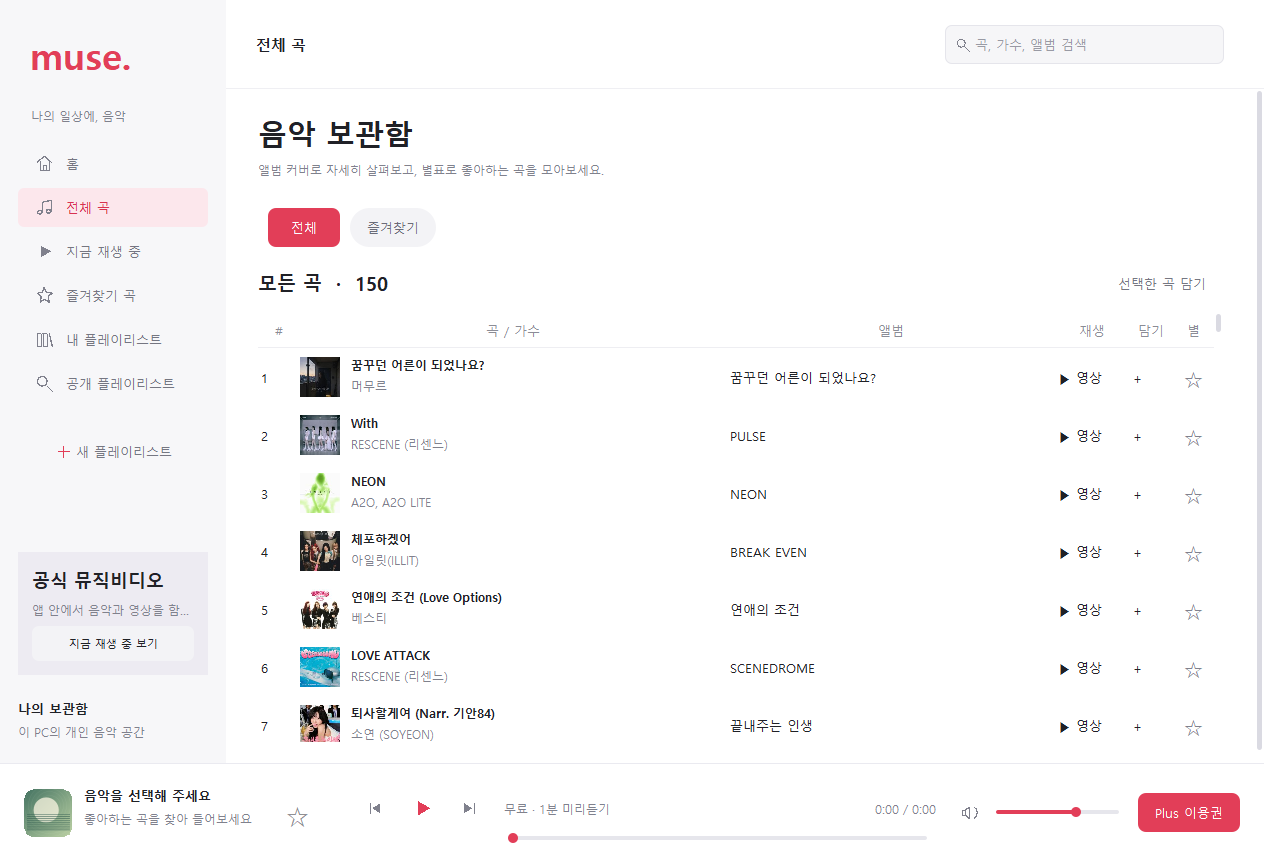 muse.
나의 일상에, 음악
홈
전체 곡
지금 재생 중
즐겨찾기 곡
내 플레이리스트
공개 플레이리스트
+ 새 플레이리스트
공식 뮤직비디오
앱 안에서 음악과 영상을 함...
지금 재생 중 보기
나의 보관함
이 PC의 개인 음악 공간
전체 곡
곡, 가수, 앨범 검색
음악 보관함
앨범 커버로 자세히 살펴보고, 별표로 좋아하는 곡을 모아보세요.
전체 즐겨찾기
모든 곡 · 150 선택한 곡 담기
# 곡 / 가수 앨범 재생 담기 별
1 꿈꾸던 어른이 되었나요? 꿈꾸던 어른이 되었나요? ▶ 영상 + ☆
머무르
2 With PULSE ▶ 영상 + ☆
RESCENE (리센느)
3 NEON NEON ▶ 영상 + ☆
A2O, A2O LITE
4 체포하겠어 BREAK EVEN ▶ 영상 + ☆
아일릿(ILLIT)
5 연애의 조건 (Love Options) 연애의 조건 ▶ 영상 + ☆
베스티
6 LOVE ATTACK SCENEDROME ▶ 영상 + ☆
RESCENE (리센느)
7 퇴사할게여 (Narr. 기안84) 끝내주는 인생 ▶ 영상 + ☆
소연 (SOYEON)
음악을 선택해 주세요
좋아하는 곡을 찾아 들어보세요
무료 · 1분 미리듣기
0:00 / 0:00
Plus 이용권